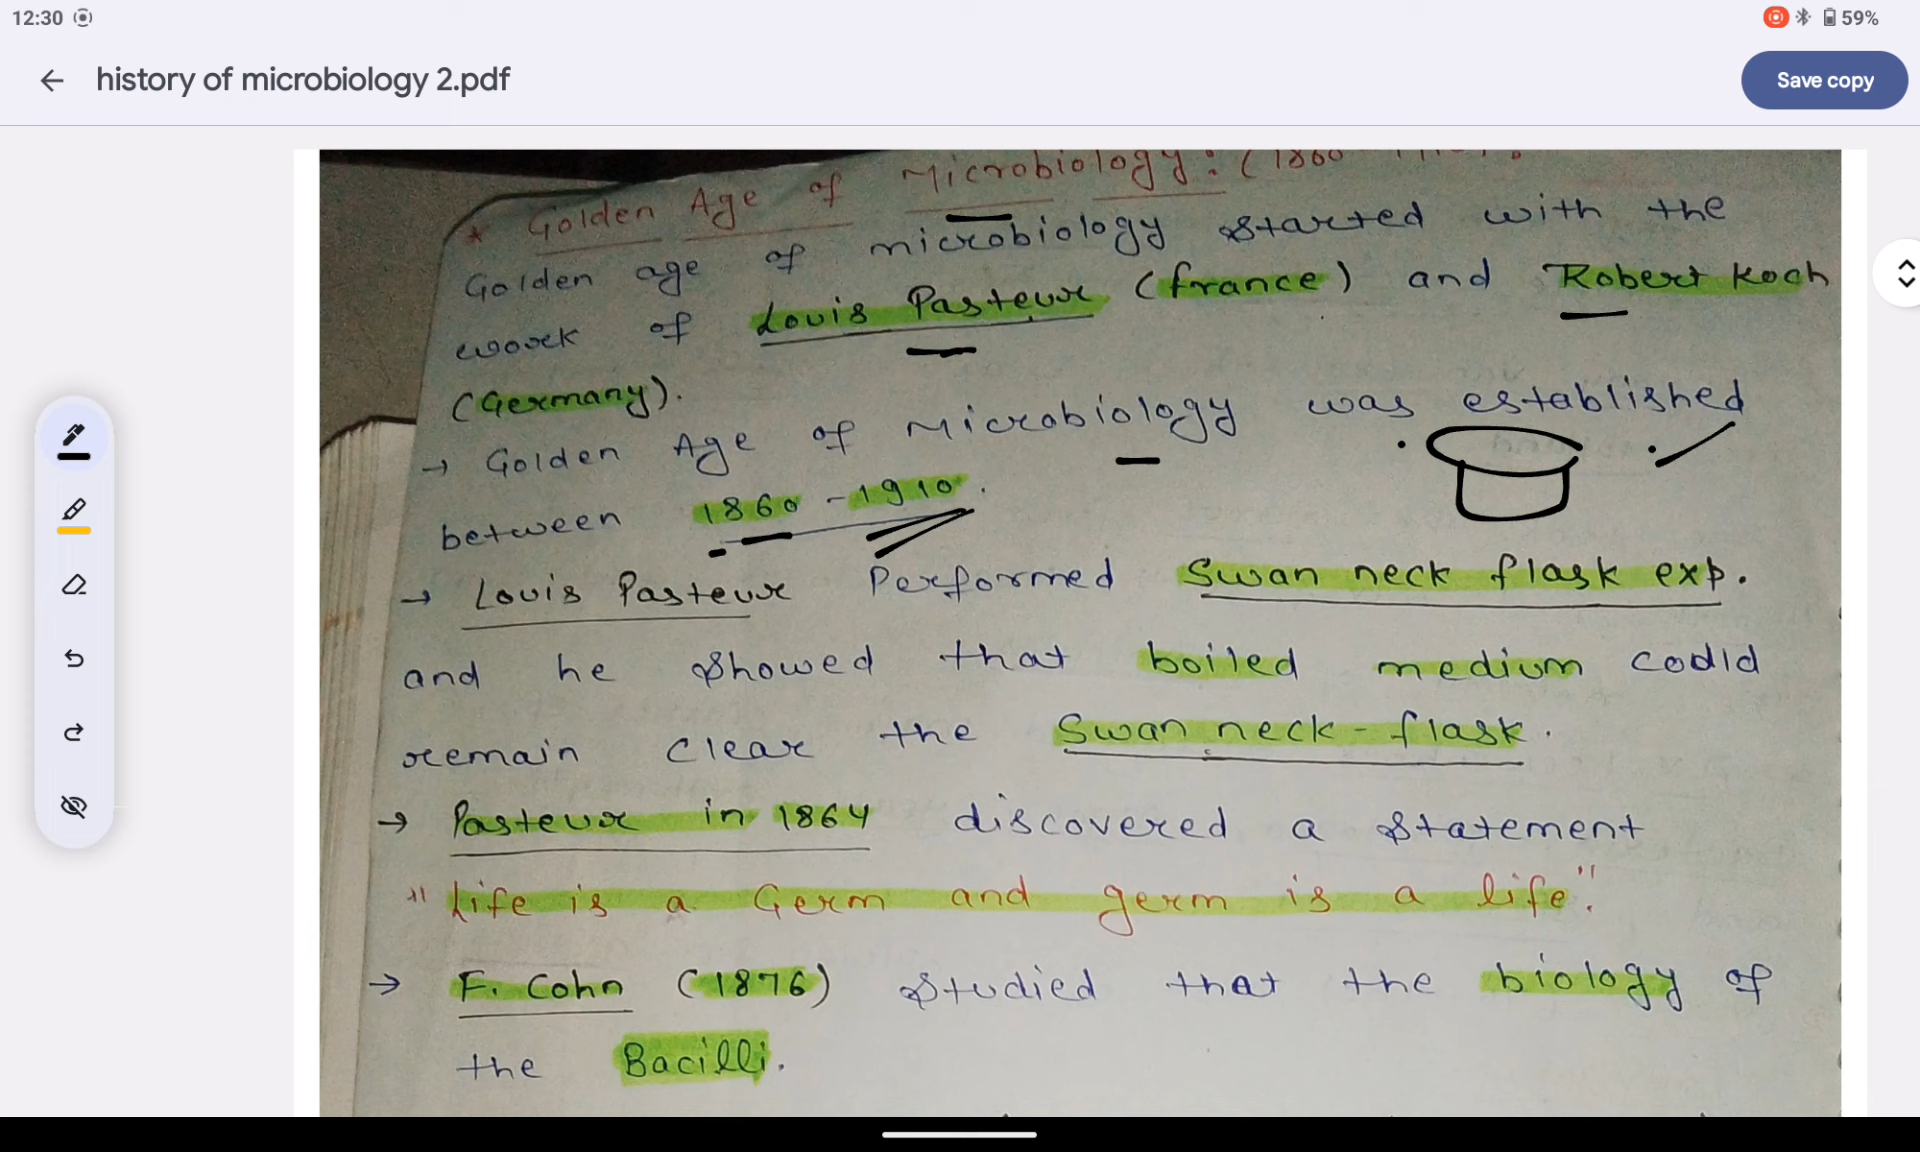 12:30
59%
history of microbiology 2.pdf
Save copy
* Golden Age of Microbiology: (1860
Golden age of microbiology started with the
work of Louis Pasteur (france) and Robert Koch
(Germany).
→ Golden Age of Microbiology was established
between 1860 - 1910.
→ Louis Pasteur Performed Swan neck flask exp.
and he showed that boiled medium codld
remain clear the Swan neck - flask.
→ Pasteur in 1864 discovered a statement
"Life is a Germ and germ is a life".
→ F. Cohn (1876) studied that the biology of
the Bacilli.